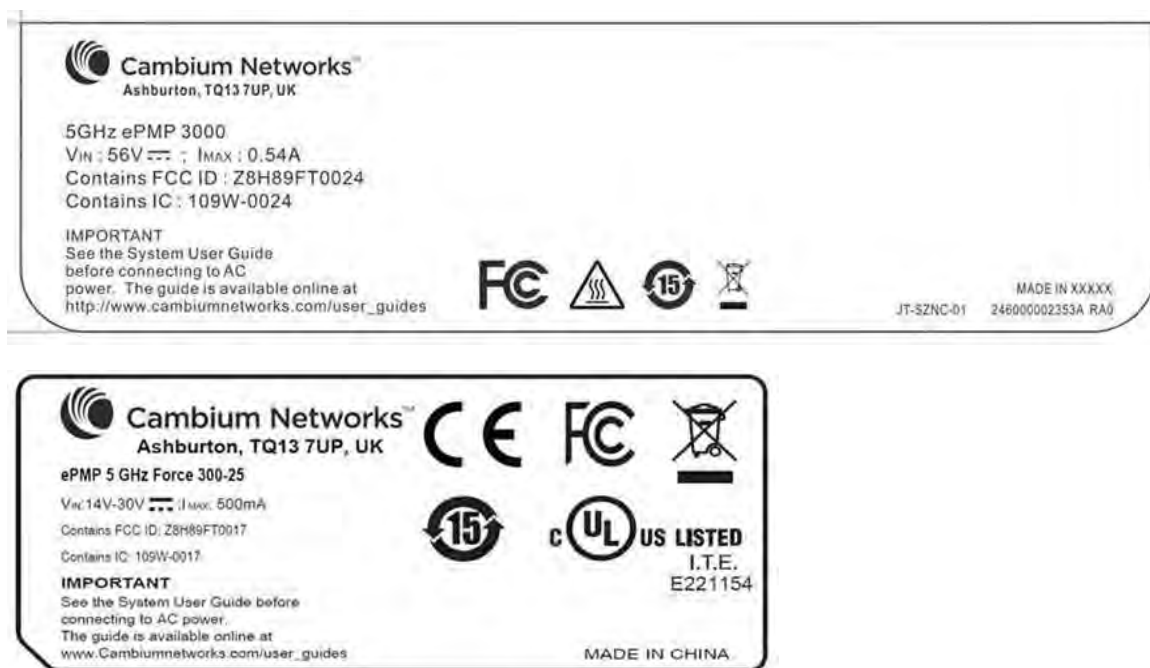 Cambium Networks™
Ashburton, TQ13 7UP, UK
5GHz ePMP 3000
VIN : 56V ; IMAX : 0.54A
Contains FCC ID : Z8H89FT0024
Contains IC : 109W-0024
IMPORTANT
See the System User Guide
before connecting to AC
power. The guide is available online at
http://www.cambiumnetworks.com/user_guides
FC
15
MADE IN XXXXX
JT-SZNC-01 246000002353A RA0
Cambium Networks™
Ashburton, TQ13 7UP, UK
CE FC
ePMP 5 GHz Force 300-25
VIN:14V-30V ;IMAX: 500mA
Contains FCC ID: Z8H89FT0017
Contains IC: 109W-0017
15
C UL US LISTED
I.T.E.
E221154
IMPORTANT
See the System User Guide before
connecting to AC power.
The guide is available online at
www.Cambiumnetworks.com/user_guides
MADE IN CHINA